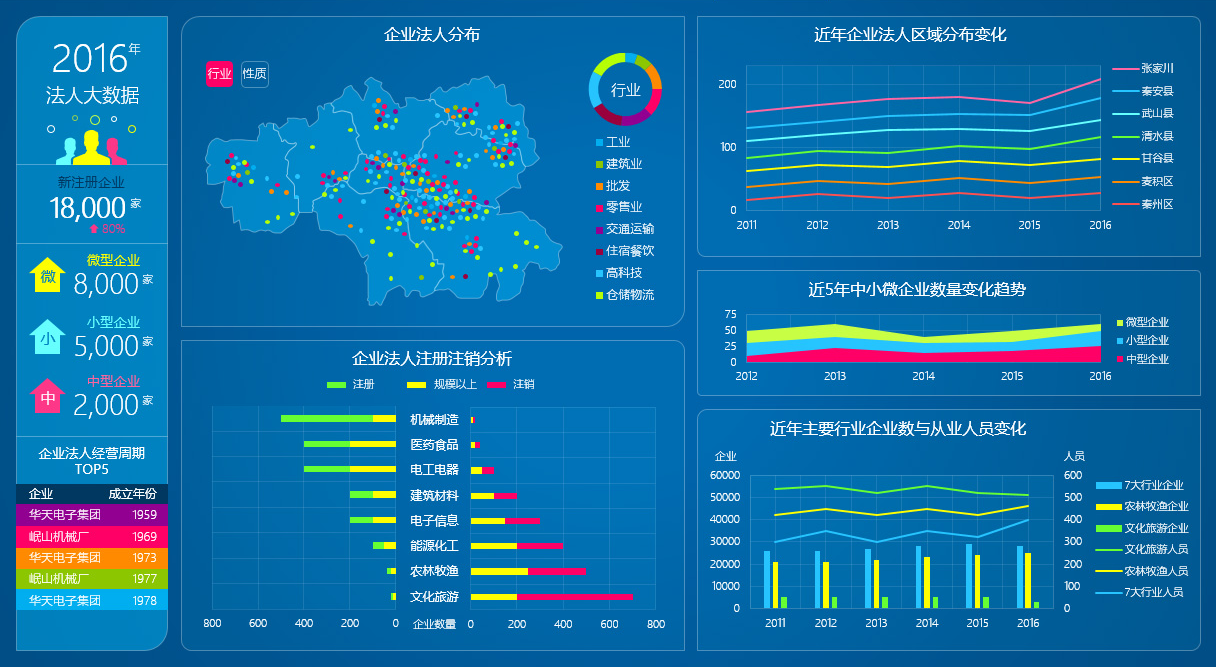 2016年
法人大数据
新注册企业
18,000 家
80%
微
微型企业
8,000 家
小
小型企业
5,000 家
中
中型企业
2,000 家
企业法人经营周期
TOP5
企业 成立年份
华天电子集团 1959
岷山机械厂 1969
华天电子集团 1973
岷山机械厂 1977
华天电子集团 1978
企业法人分布
行业 性质
行业
工业
建筑业
批发
零售业
交通运输
住宿餐饮
高科技
仓储物流
企业法人注册注销分析
注册 规模以上 注销
机械制造
医药食品
电工电器
建筑材料
电子信息
能源化工
农林牧渔
文化旅游
800 600 400 200 0 企业数量 0 200 400 600 800
近年企业法人区域分布变化
200
100
0
2011 2012 2013 2014 2015 2016
张家川
秦安县
武山县
清水县
甘谷县
麦积区
秦州区
近5年中小微企业数量变化趋势
75
50
25
0
2012 2013 2014 2015 2016
微型企业
小型企业
中型企业
近年主要行业企业数与从业人员变化
企业 人员
60000 600
50000 500
40000 400
30000 300
20000 200
10000 100
0 0
2011 2012 2013 2014 2015 2016
7大行业企业
农林牧渔企业
文化旅游企业
文化旅游人员
农林牧渔人员
7大行业人员